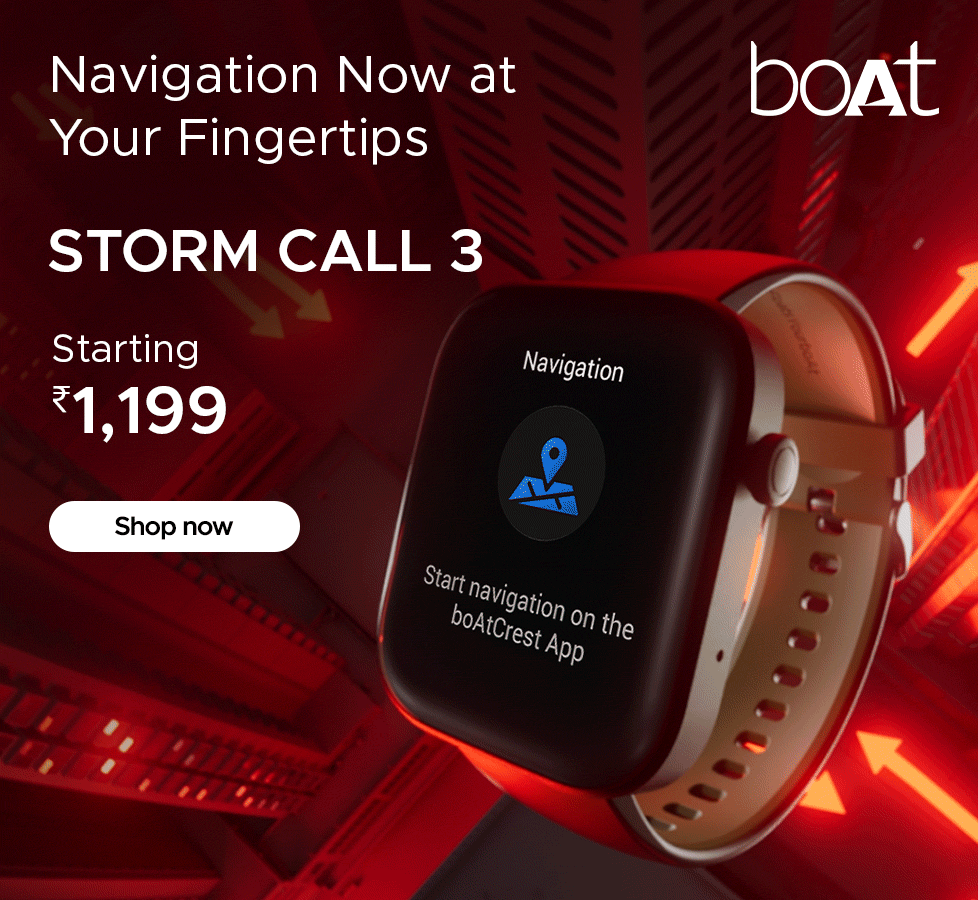 Navigation Now at
Your Fingertips
boAt
STORM CALL 3
Starting
₹1,199
Shop now
Navigation
Start navigation on the
boAtCrest App